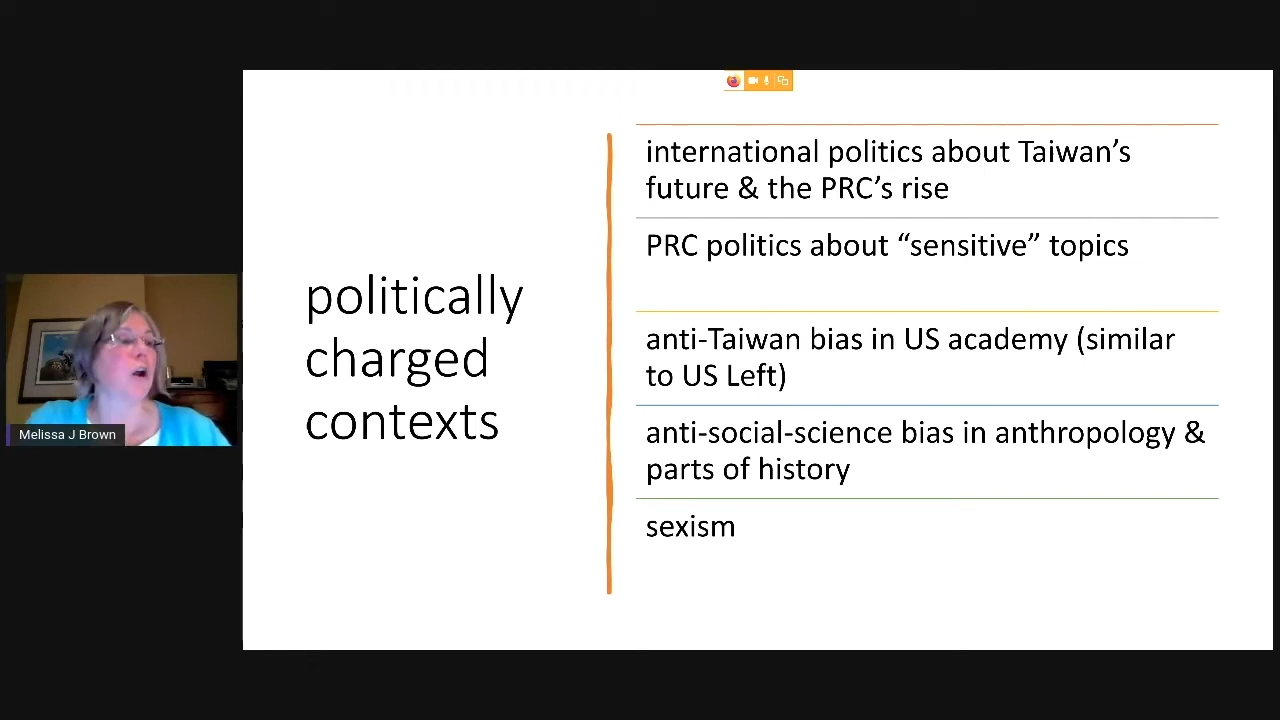 politically
charged
contexts
international politics about Taiwan’s
future & the PRC’s rise
PRC politics about “sensitive” topics
anti-Taiwan bias in US academy (similar
to US Left)
anti-social-science bias in anthropology &
parts of history
sexism
Melissa J Brown